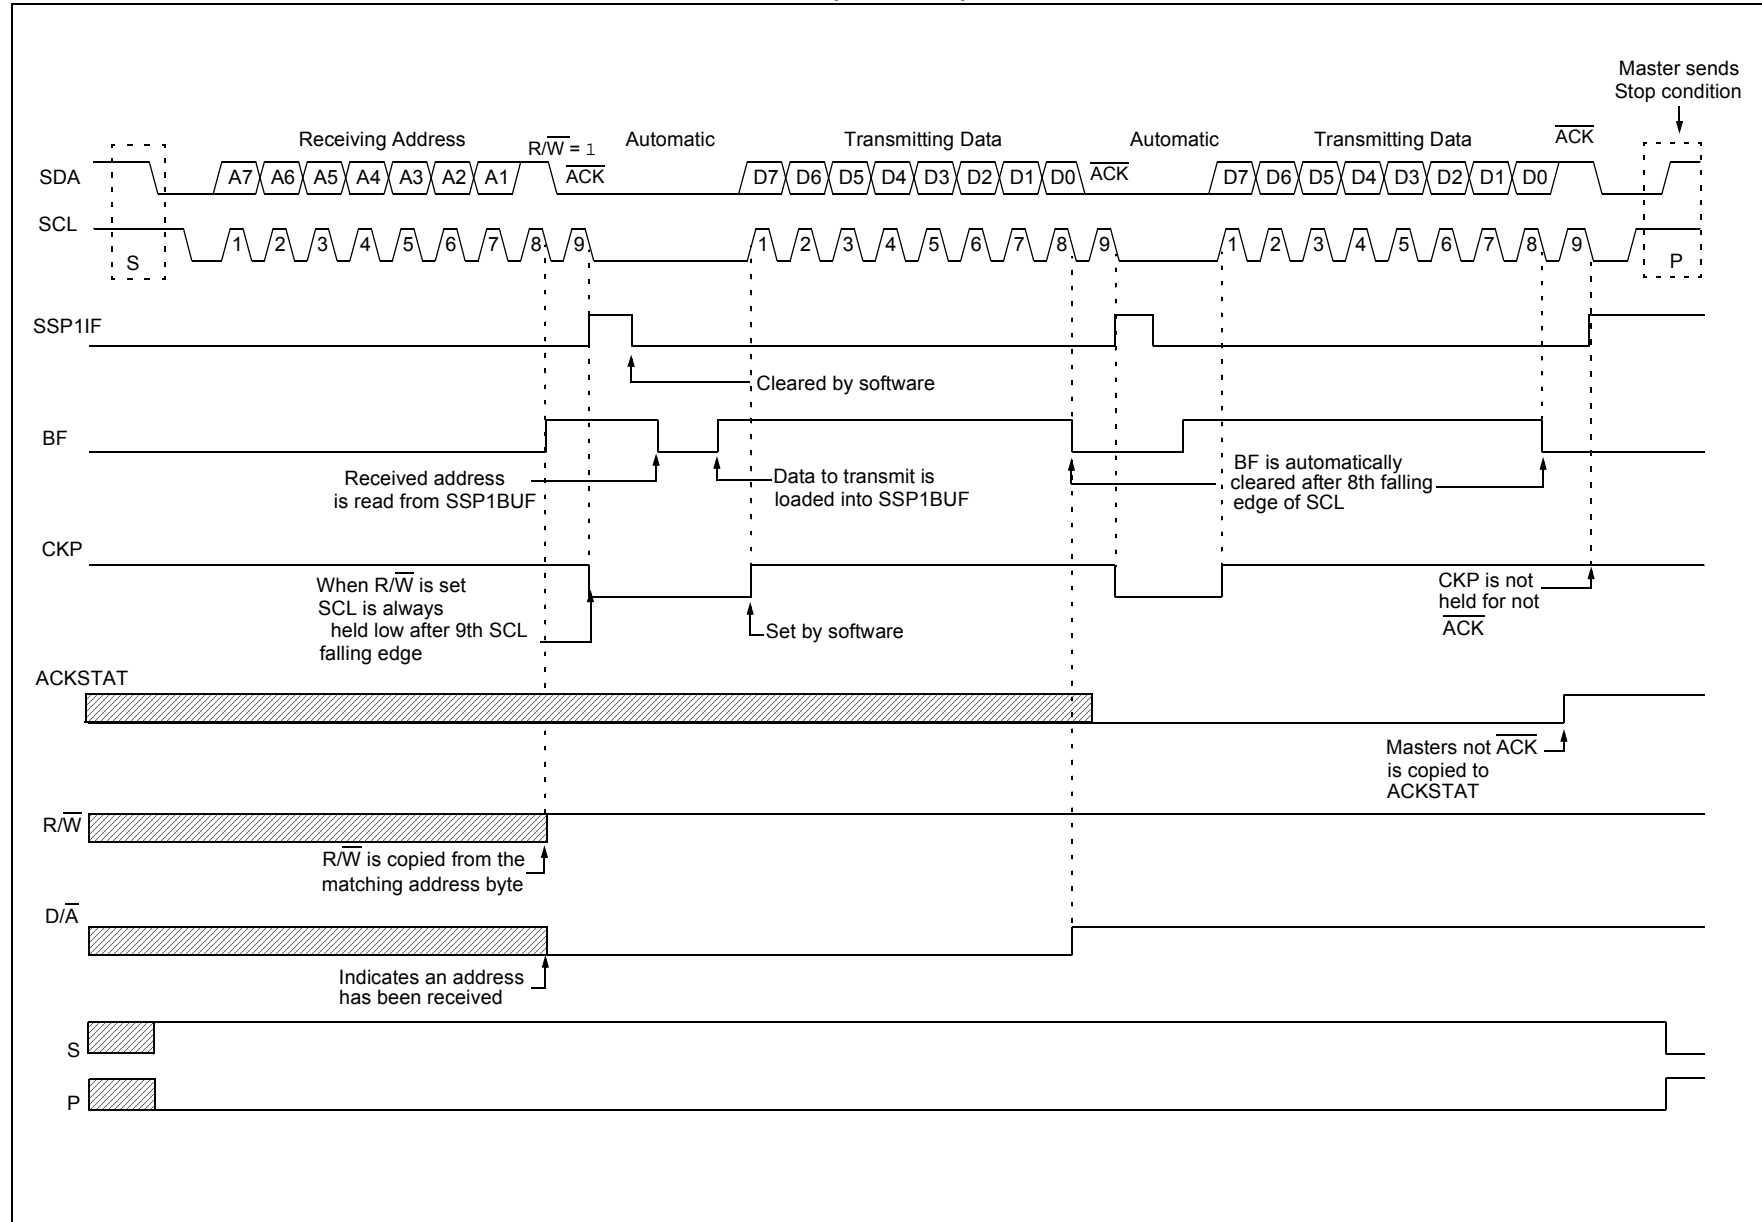 Master sends
Stop condition
Receiving Address
R/W̅ = 1
Automatic
Transmitting Data
Automatic
Transmitting Data
A̅C̅K̅
SDA
A7 A6 A5 A4 A3 A2 A1
A̅C̅K̅
D7 D6 D5 D4 D3 D2 D1 D0
A̅C̅K̅
D7 D6 D5 D4 D3 D2 D1 D0
SCL
1 2 3 4 5 6 7 8 9
1 2 3 4 5 6 7 8 9
1 2 3 4 5 6 7 8 9
S
P
SSP1IF
Cleared by software
BF
Received address
is read from SSP1BUF
Data to transmit is
loaded into SSP1BUF
BF is automatically
cleared after 8th falling
edge of SCL
CKP
When R/W̅ is set
SCL is always
held low after 9th SCL
falling edge
Set by software
CKP is not
held for not
A̅C̅K̅
ACKSTAT
Masters not A̅C̅K̅
is copied to
ACKSTAT
R/W̅
R/W̅ is copied from the
matching address byte
D/A̅
Indicates an address
has been received
S
P